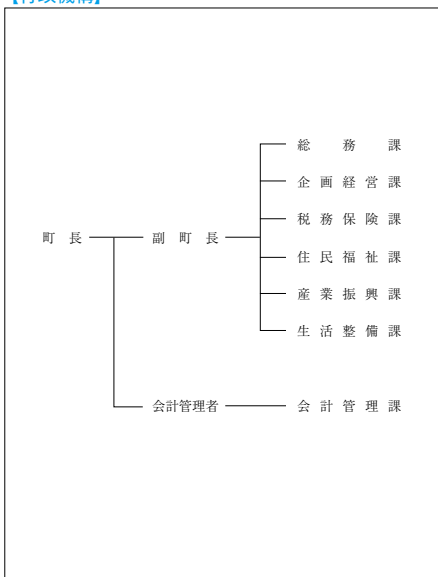 【行政機構】
総務課
企画経営課
税務保険課
町長 副町長
住民福祉課
産業振興課
生活整備課
会計管理者 会計管理課